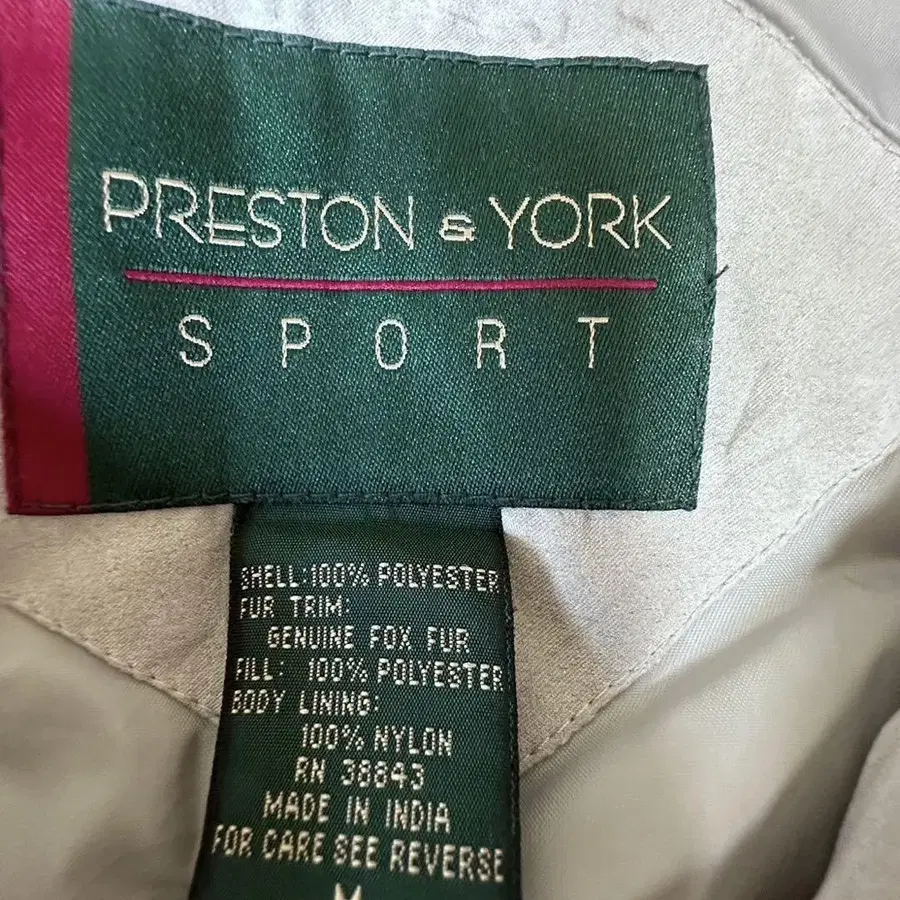 PRESTON & YORK
SPORT
SHELL: 100% POLYESTER
FUR TRIM:
GENUINE FOX FUR
FILL: 100% POLYESTER
BODY LINING:
100% NYLON
RN 38843
MADE IN INDIA
FOR CARE SEE REVERSE
M